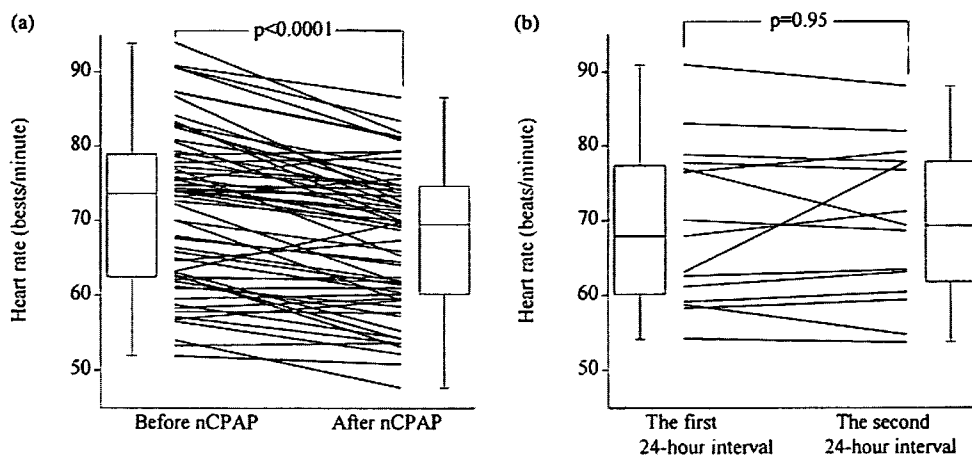 (a)
p<0.0001
Heart rate (bests/minute)
90
80
70
60
50
Before nCPAP
After nCPAP
(b)
p=0.95
Heart rate (beats/minute)
90
80
70
60
50
The first
24-hour interval
The second
24-hour interval